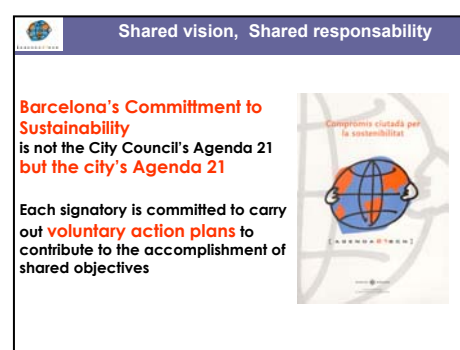 Shared vision, Shared responsability
Barcelona's Committment to
Sustainability
is not the City Council's Agenda 21
but the city's Agenda 21
Each signatory is committed to carry
out voluntary action plans to
contribute to the accomplishment of
shared objectives
Compromís ciutadà per
la sostenibilitat
[AGENDA21BCN]